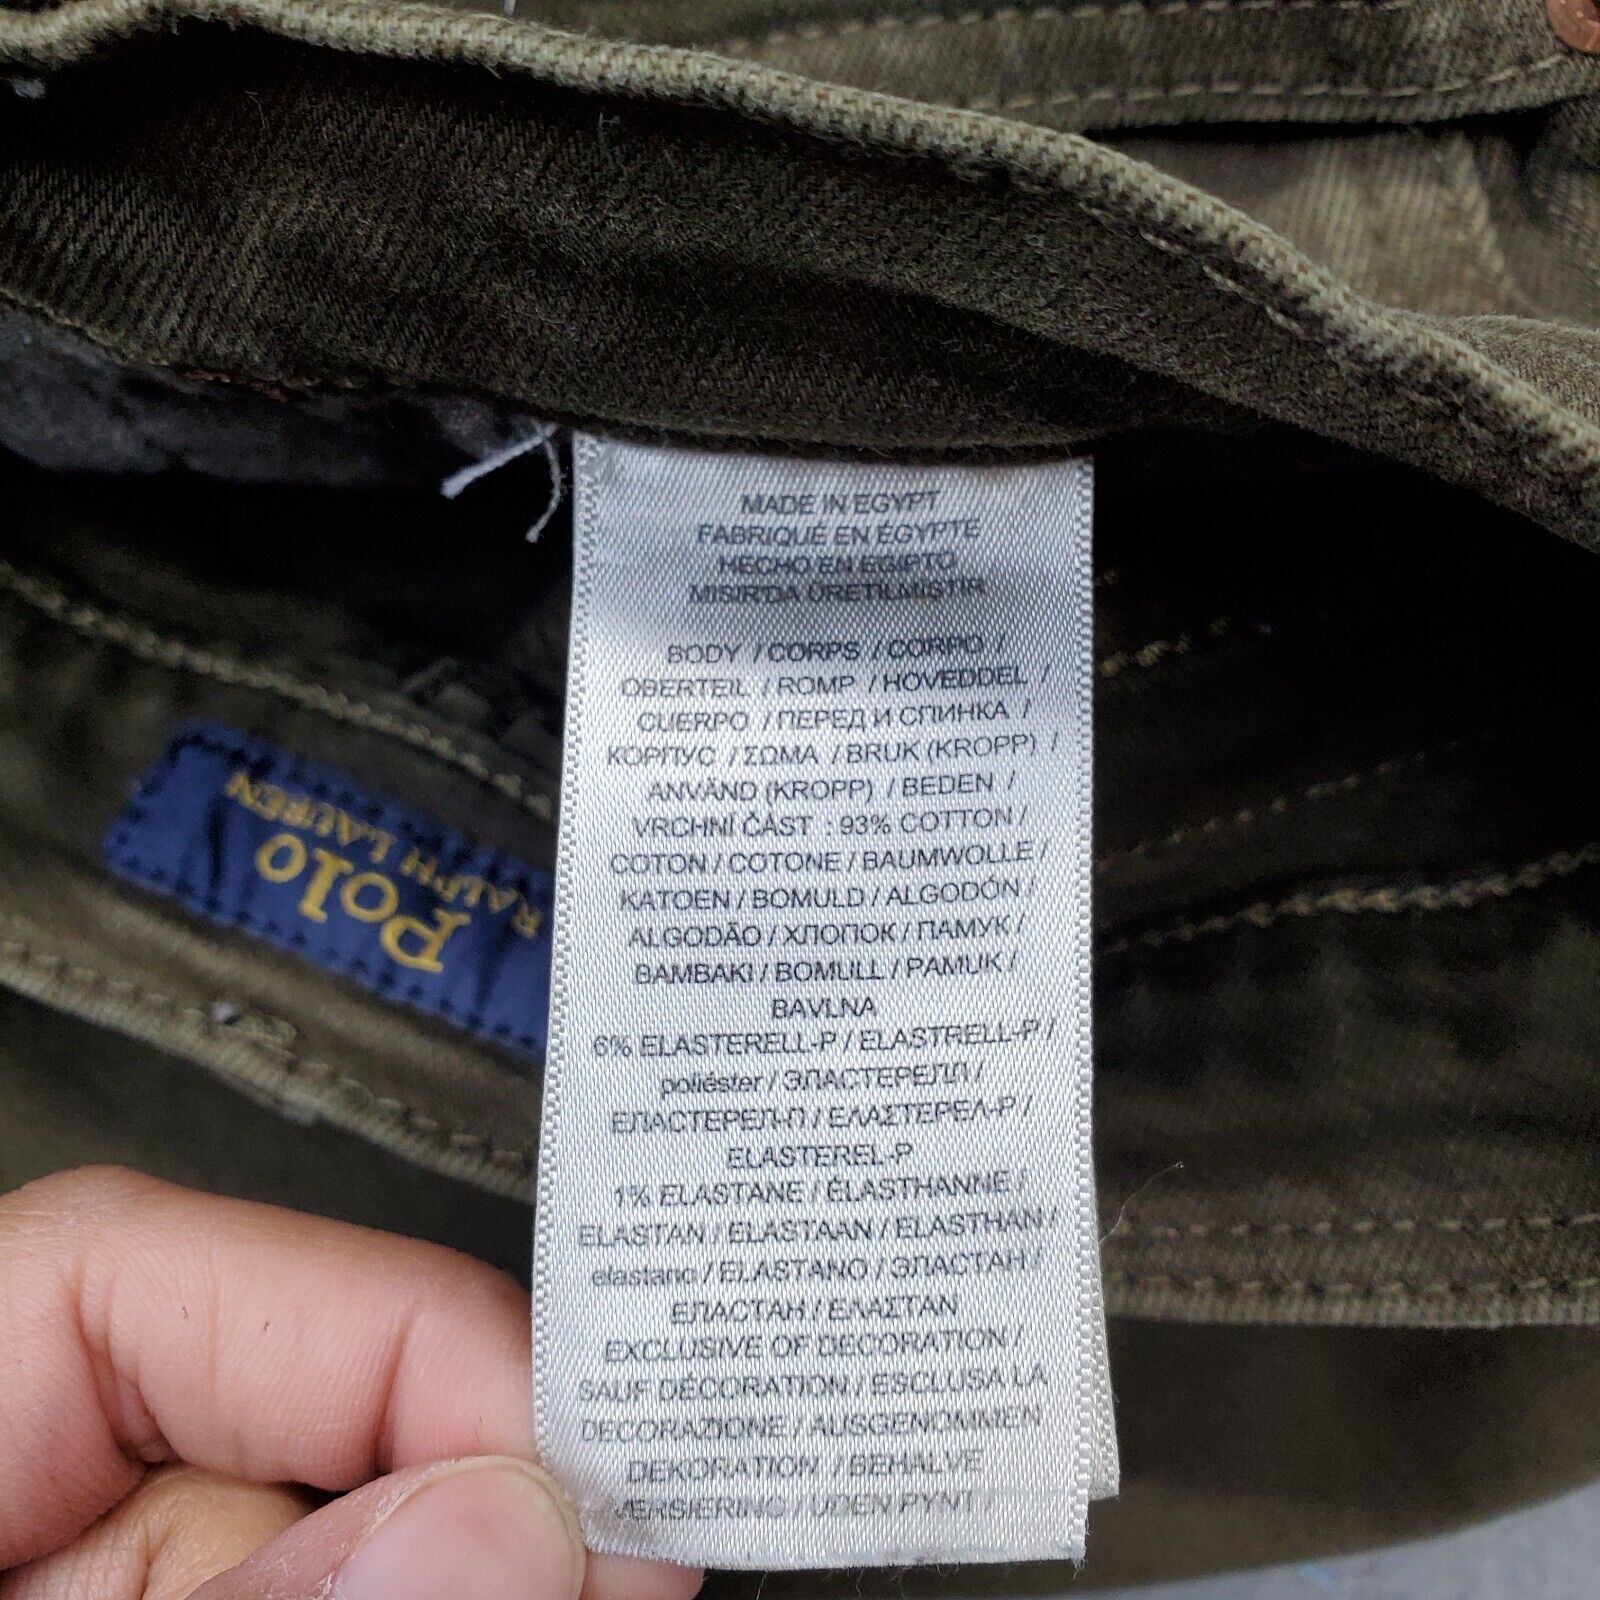 MADE IN EGYPT
FABRIQUÉ EN ÉGYPTE
HECHO EN EGIPTO
MISIR'DA ÜRETILMISTIR
BODY / CORPS / CORPO /
OBERTEIL / ROMP / HOVEDDEL /
CUERPO / ПЕРЕД И СПИНКА /
КОРПУС / ΣΩΜΑ / BRUK (KROPP) /
ANVÄND (KROPP) / BEDEN /
VRCHNÍ ČÁST : 93% COTTON /
COTON / COTONE / BAUMWOLLE /
KATOEN / BOMULD / ALGODÓN /
ALGODÃO / ХЛОПОК / ПАМУК /
BAMBAKI / BOMULL / PAMUK /
BAVLNA
6% ELASTERELL-P / ELASTRELL-P /
poliéster / ЭЛАСТЕРЕЛЛ /
ЕЛАСТЕРЕЛ-П / ΕΛΑΣΤΕΡΕΛ-P /
ELASTEREL-P
1% ELASTANE / ÉLASTHANNE /
ELASTAN / ELASTAAN / ELASTHAN /
elastano / ELASTANO / ЭЛАСТАН /
ЕЛАСТАН / ΕΛΑΣΤΑΝ
EXCLUSIVE OF DECORATION /
SAUF DÉCORATION / ESCLUSA LA
DECORAZIONE / AUSGENOMMEN
DEKORATION / BEHALVE
VERSIERING / UDEN PYNT /
Polo
RALPH LAUREN